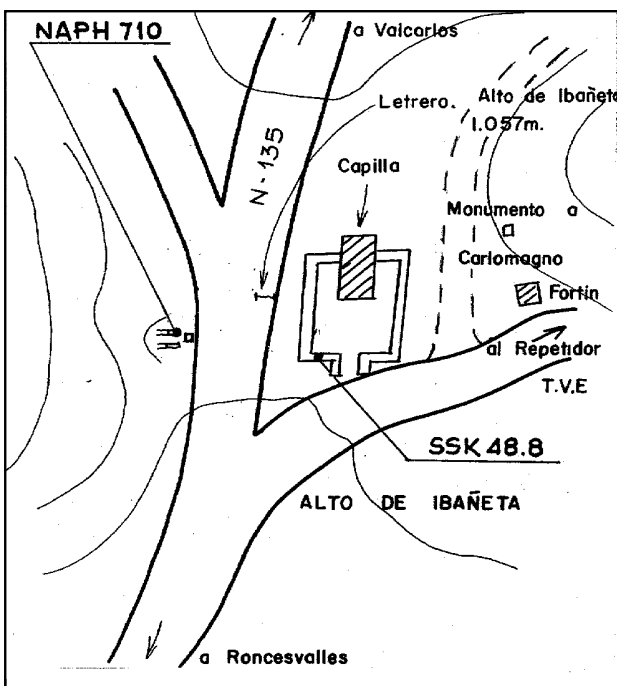 NAPH 710
a Valcarlos
Letrero.
Alto de Ibañeta
1.057m.
N-135
Capilla
Monumento a
Carlomagno
Fortín
al Repetidor
T.V.E
SSK 48.8
ALTO DE IBAÑETA
a Roncesvalles